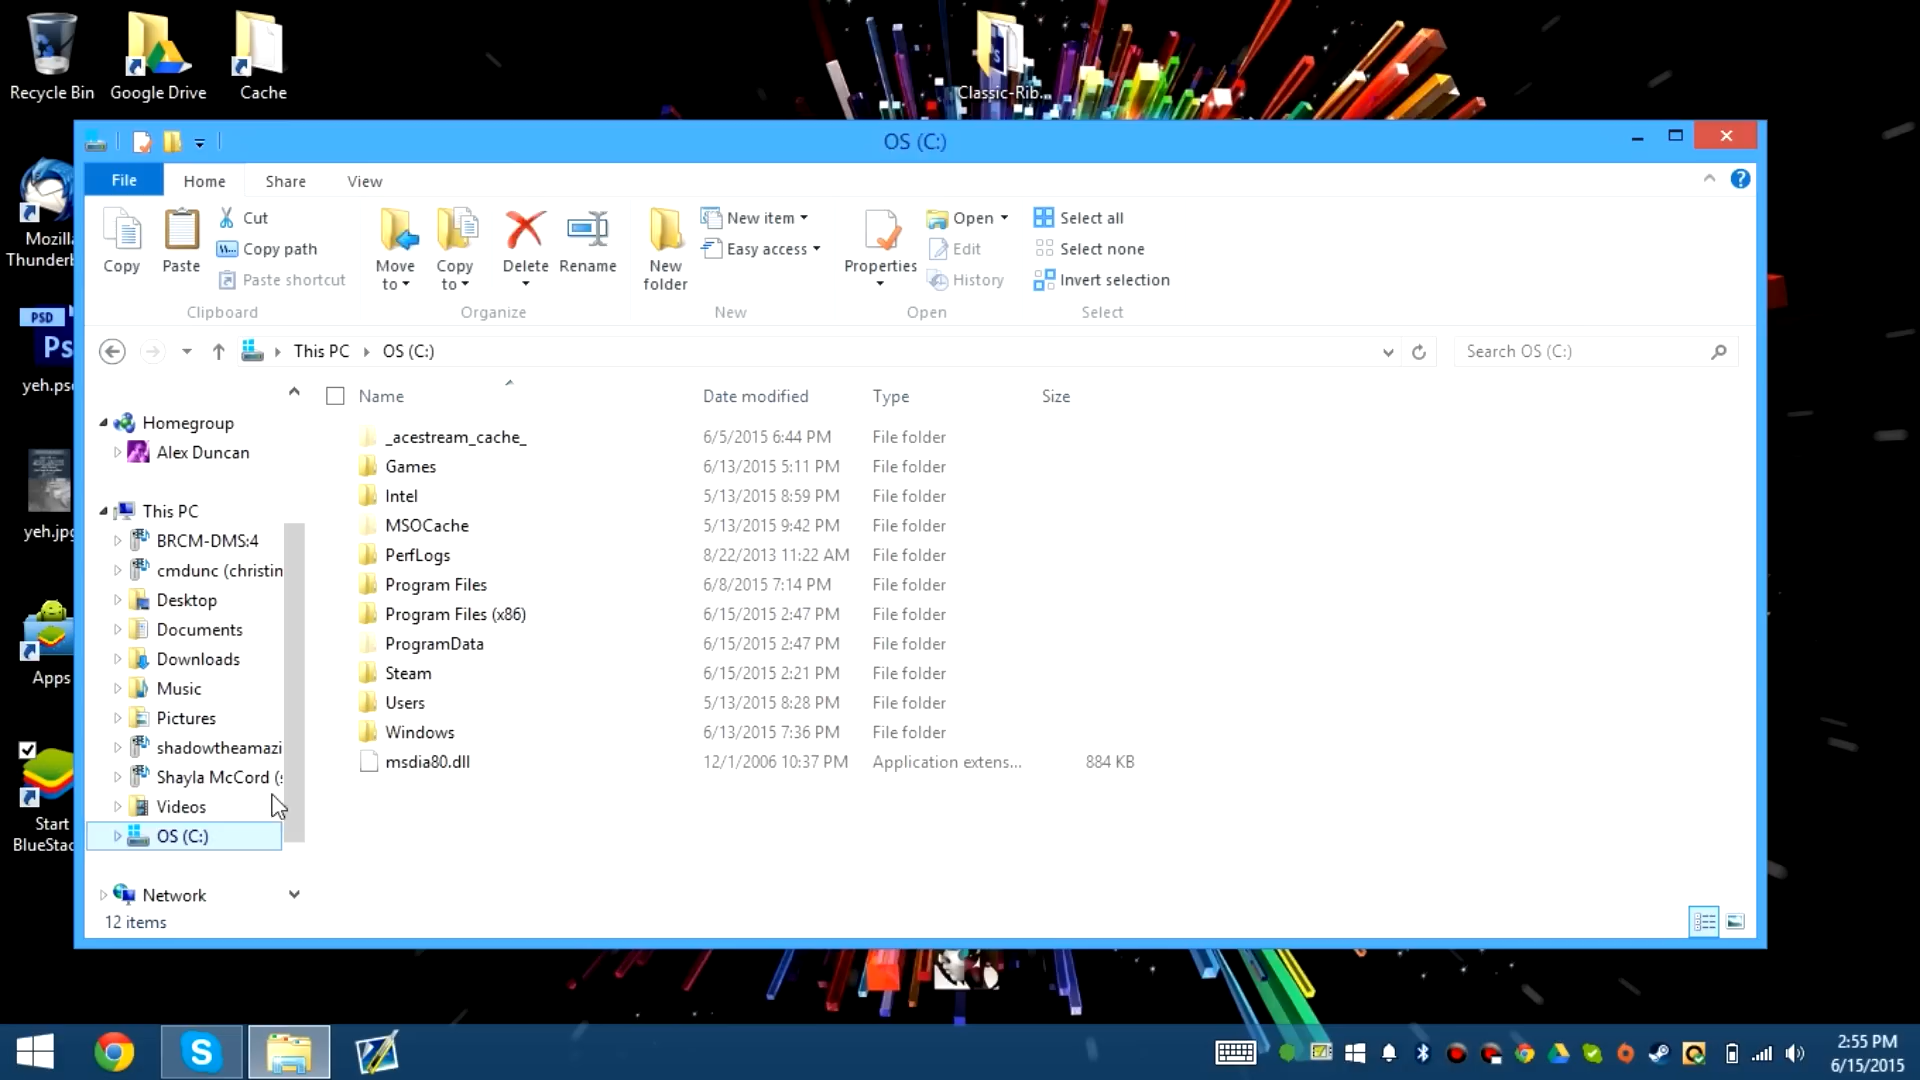 Recycle Bin
Google Drive
Cache
Classic-Rib...
OS (C:)
File
Home
Share
View
Copy
Paste
Cut
Copy path
Paste shortcut
Clipboard
Move
to
Copy
to
Delete
Rename
Organize
New
folder
New item
Easy access
New
Properties
Open
Edit
History
Open
Select all
Select none
Invert selection
Select
This PC
OS (C:)
Search OS (C:)
Name
Date modified
Type
Size
Homegroup
Alex Duncan
This PC
BRCM-DMS:4
cmdunc (christin
Desktop
Documents
Downloads
Music
Pictures
shadowtheamazi
Shayla McCord (
Videos
OS (C:)
Network
12 items
_acestream_cache_ 6/5/2015 6:44 PM File folder
Games 6/13/2015 5:11 PM File folder
Intel 5/13/2015 8:59 PM File folder
MSOCache 5/13/2015 9:42 PM File folder
PerfLogs 8/22/2013 11:22 AM File folder
Program Files 6/8/2015 7:14 PM File folder
Program Files (x86) 6/15/2015 2:47 PM File folder
ProgramData 6/15/2015 2:47 PM File folder
Steam 6/15/2015 2:21 PM File folder
Users 5/13/2015 8:28 PM File folder
Windows 6/13/2015 7:36 PM File folder
msdia80.dll 12/1/2006 10:37 PM Application extens... 884 KB
Mozilla
Thunderb
PSD
Ps
yeh.ps
yeh.jpg
Apps
Start
BlueStac
2:55 PM
6/15/2015